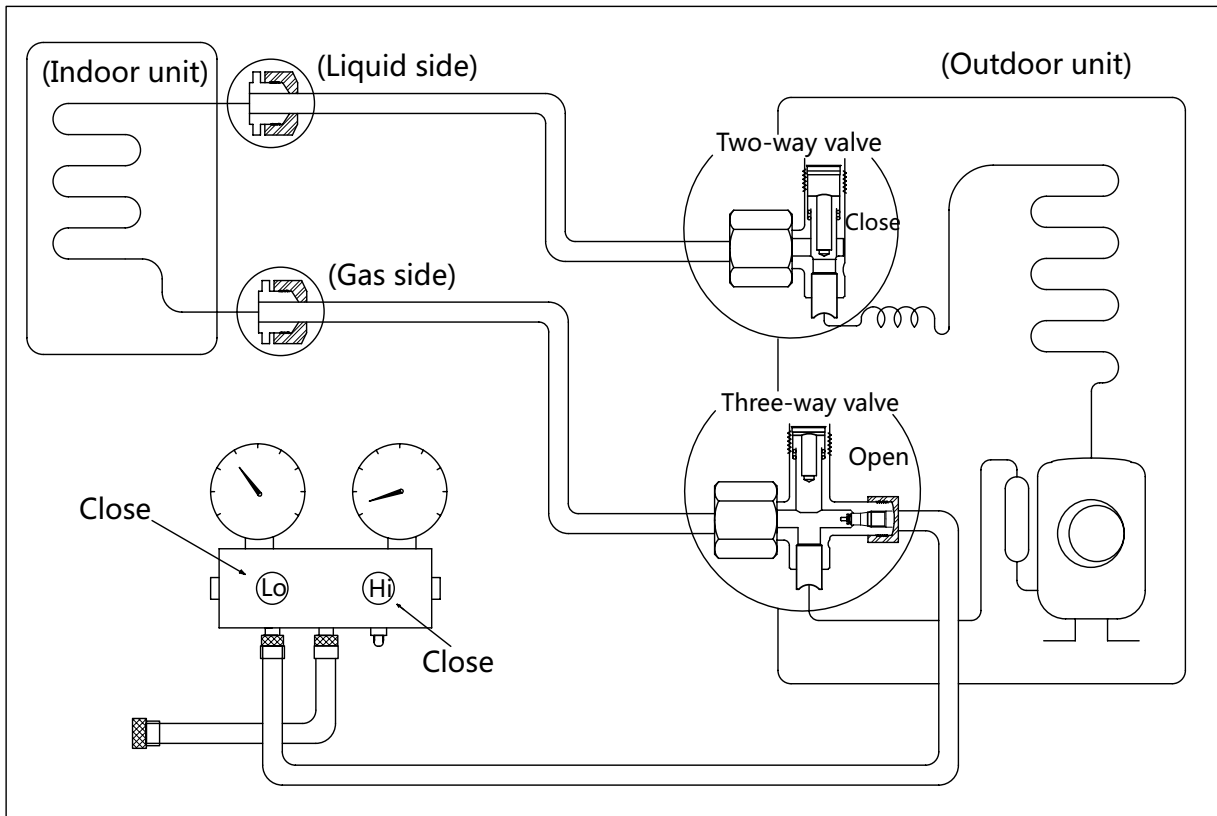 (Indoor unit)
(Liquid side)
(Outdoor unit)
Two-way valve
Close
(Gas side)
Three-way valve
Open
Close
Lo
Hi
Close